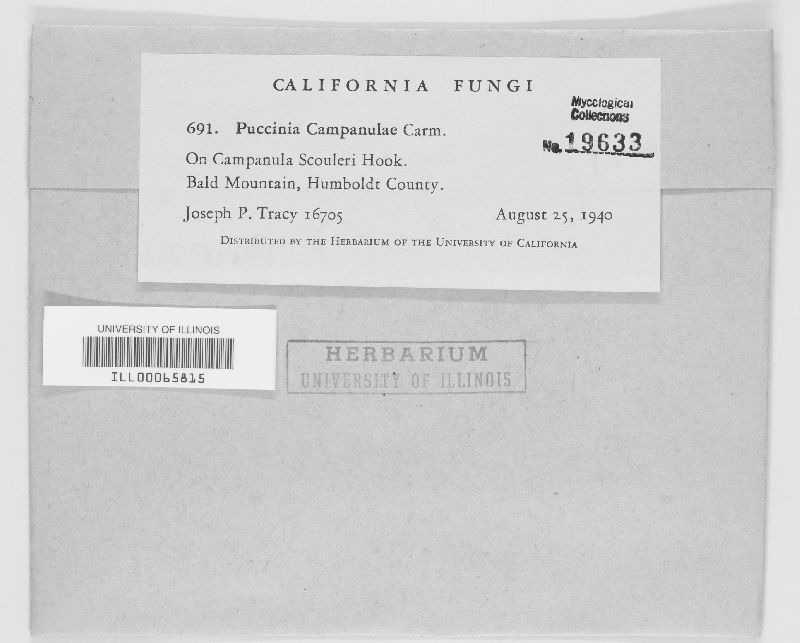 CALIFORNIA FUNGI
Mycological
Collections
No. 19633
691. Puccinia Campanulae Carm.
On Campanula Scouleri Hook.
Bald Mountain, Humboldt County.
Joseph P. Tracy 16705 August 25, 1940
DISTRIBUTED BY THE HERBARIUM OF THE UNIVERSITY OF CALIFORNIA
UNIVERSITY OF ILLINOIS
ILL00065815
HERBARIUM
UNIVERSITY OF ILLINOIS